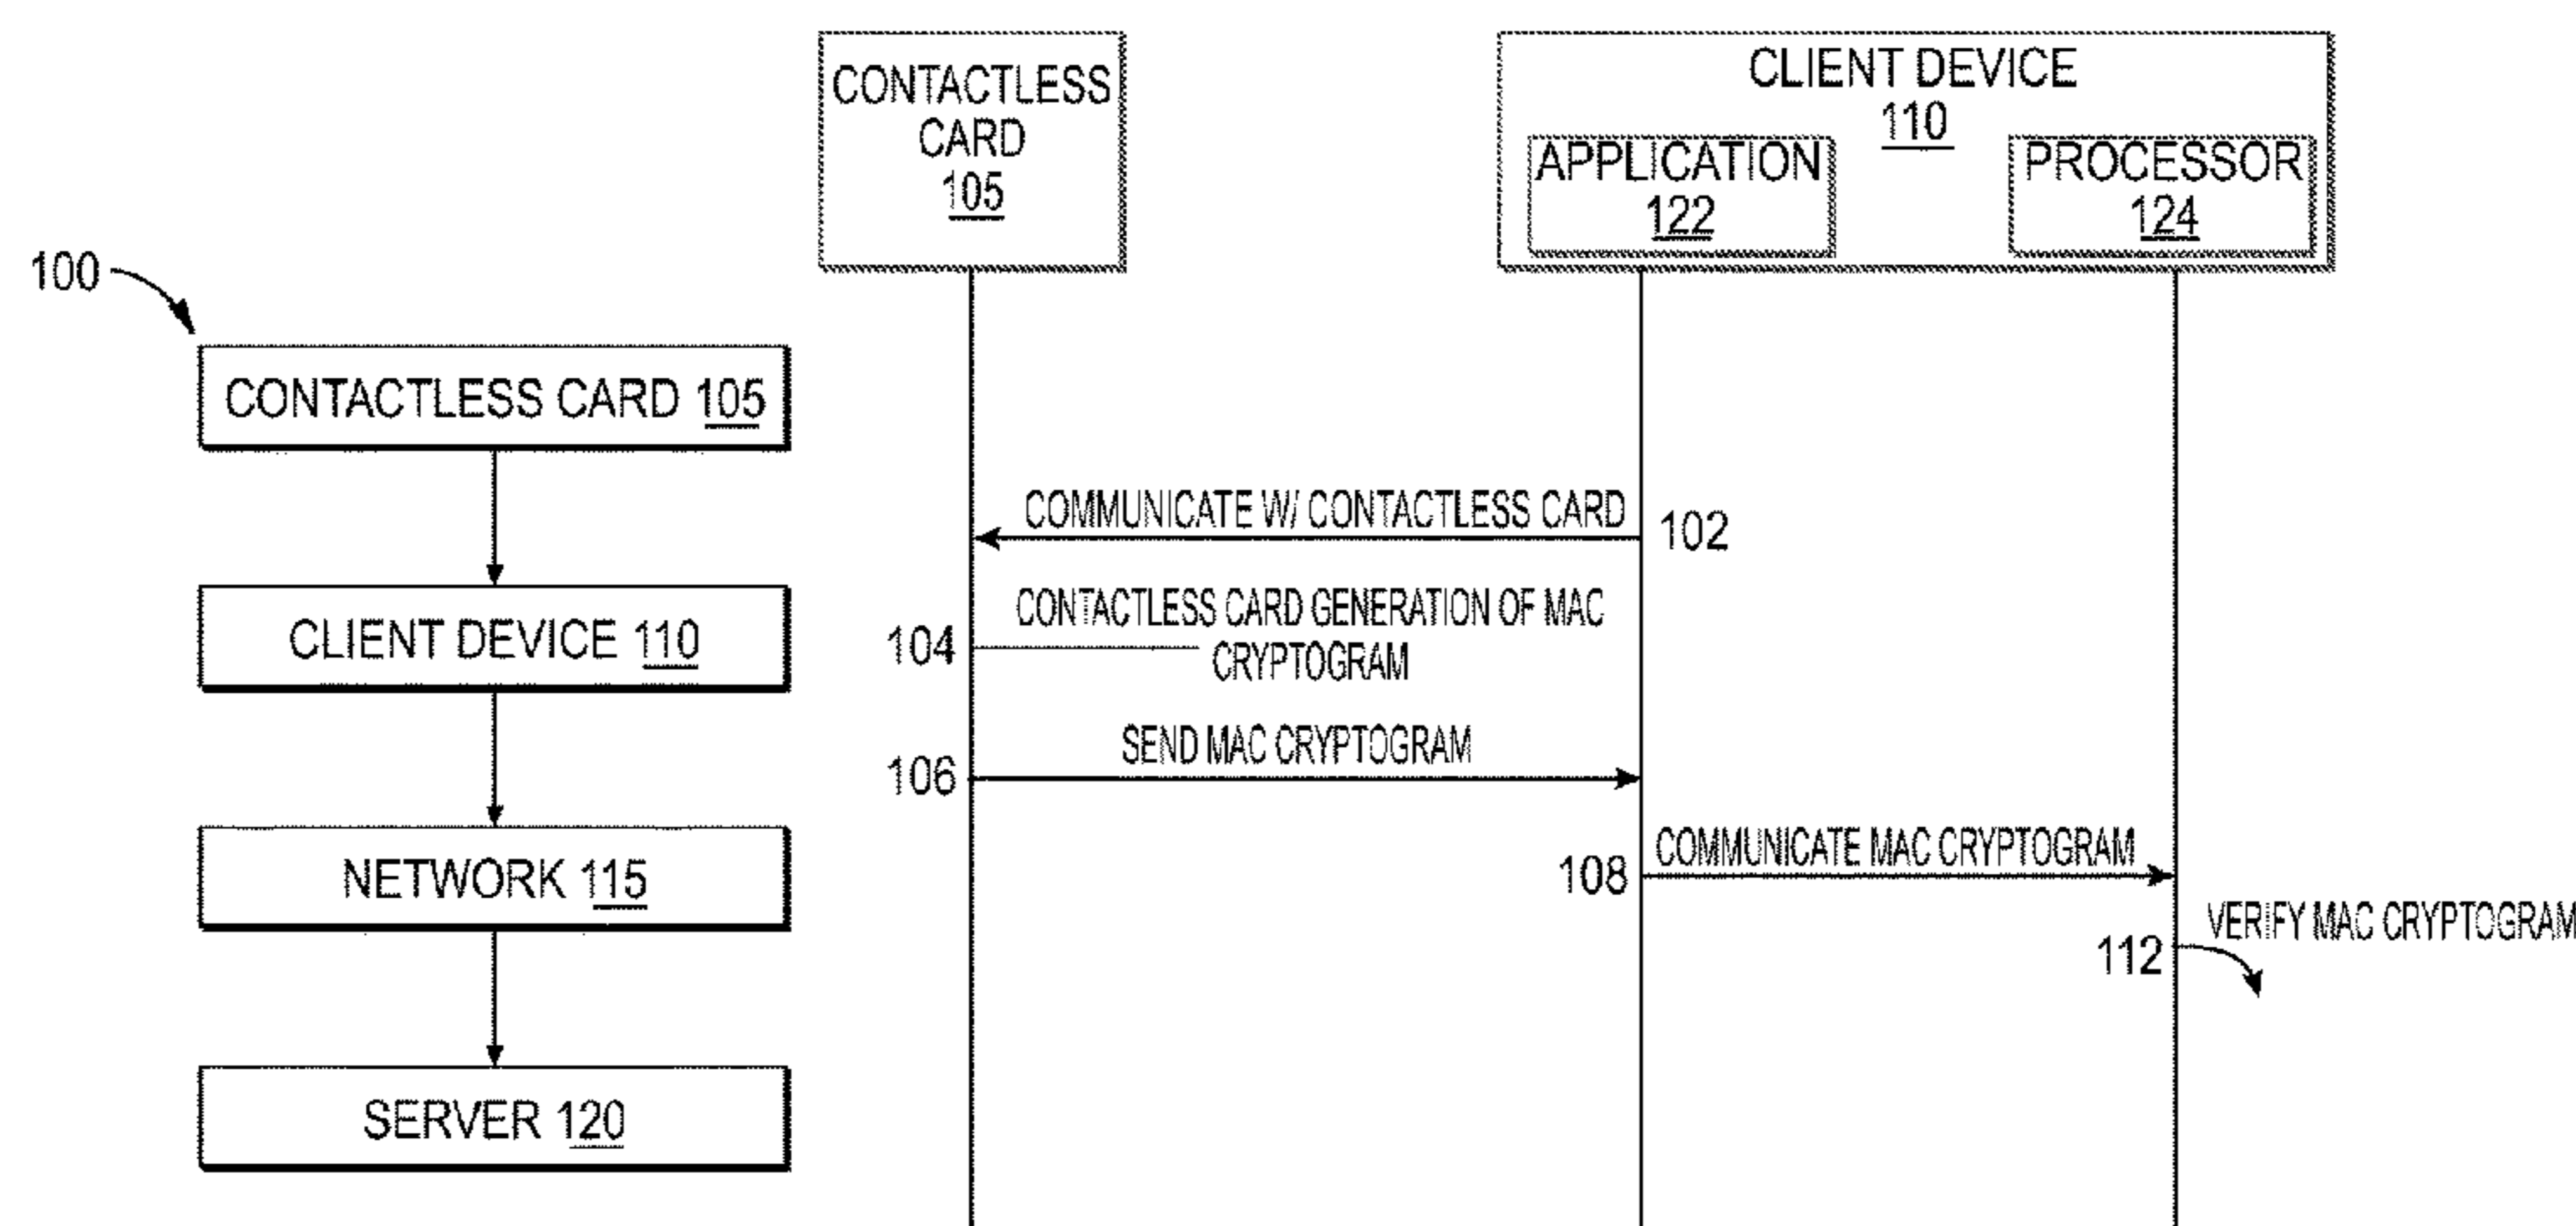 100
CONTACTLESS CARD 105
CLIENT DEVICE 110
NETWORK 115
SERVER 120
CONTACTLESS
CARD
105
CLIENT DEVICE
110
APPLICATION
122
PROCESSOR
124
COMMUNICATE W/ CONTACTLESS CARD
102
CONTACTLESS CARD GENERATION OF MAC
104
CRYPTOGRAM
SEND MAC CRYPTOGRAM
106
COMMUNICATE MAC CRYPTOGRAM
108
VERIFY MAC CRYPTOGRAM
112